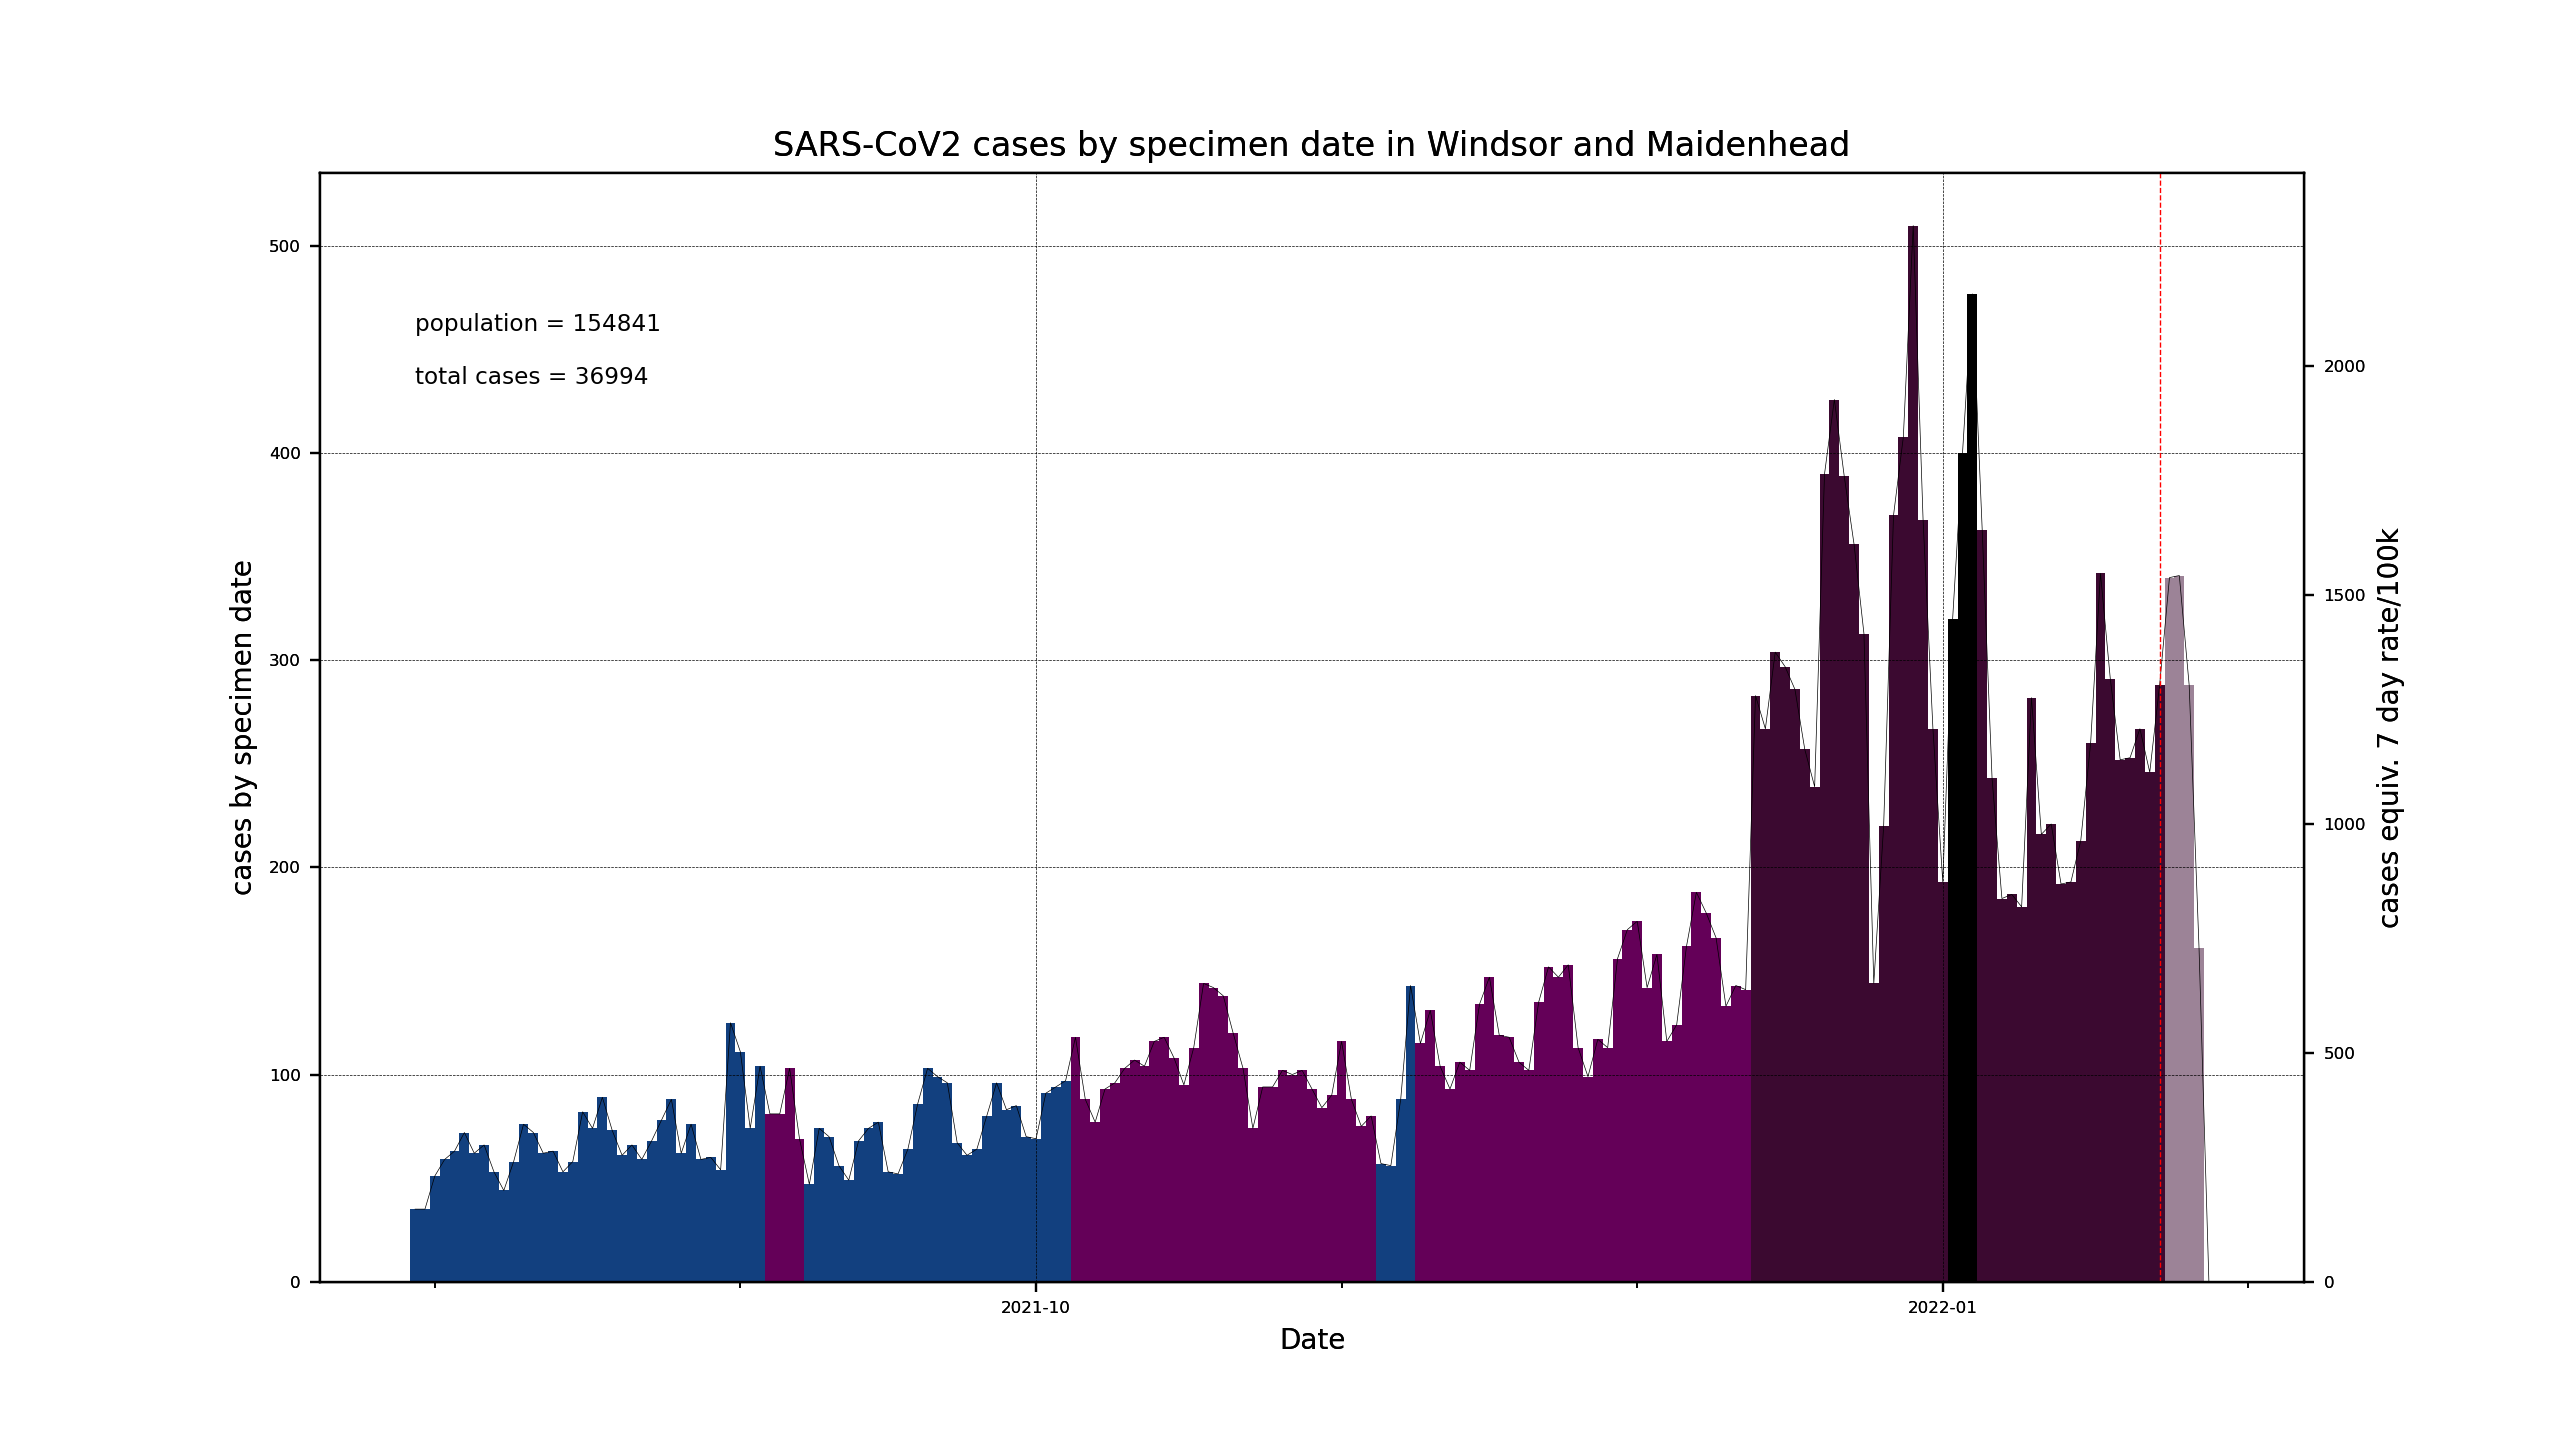 SARS-CoV2 cases by specimen date in Windsor and Maidenhead
population = 154841
total cases = 36994
cases by specimen date
500
400
300
200
100
0
cases equiv. 7 day rate/100k
2000
1500
1000
500
0
2021-10
2022-01
Date